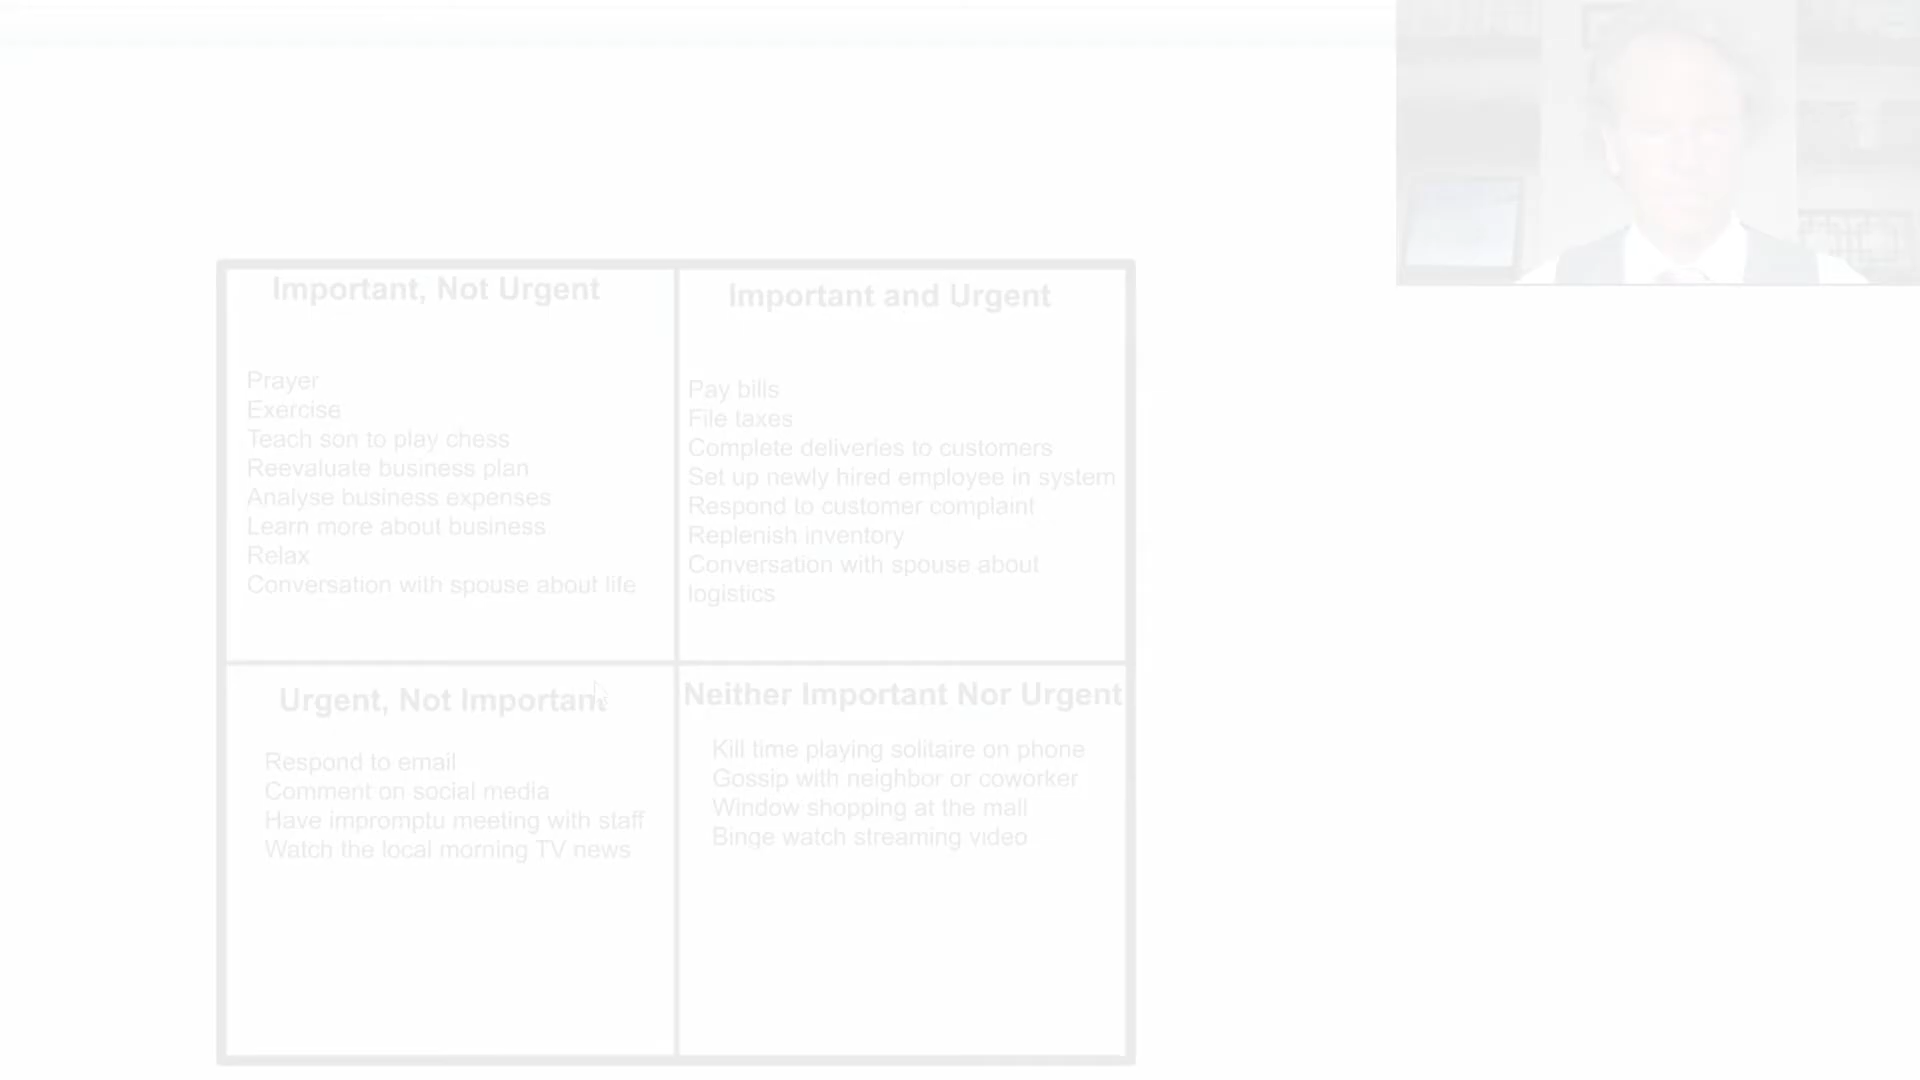 Important, Not Urgent
Prayer
Exercise
Teach son to play chess
Reevaluate business plan
Analyse business expenses
Learn more about business
Relax
Conversation with spouse about life
Important and Urgent
Pay bills
File taxes
Complete deliveries to customers
Set up newly hired employee in system
Respond to customer complaint
Replenish inventory
Conversation with spouse about
logistics
Urgent, Not Important
Respond to email
Comment on social media
Have impromptu meeting with staff
Watch the local morning TV news
Neither Important Nor Urgent
Kill time playing solitaire on phone
Gossip with neighbor or coworker
Window shopping at the mall
Binge watch streaming video